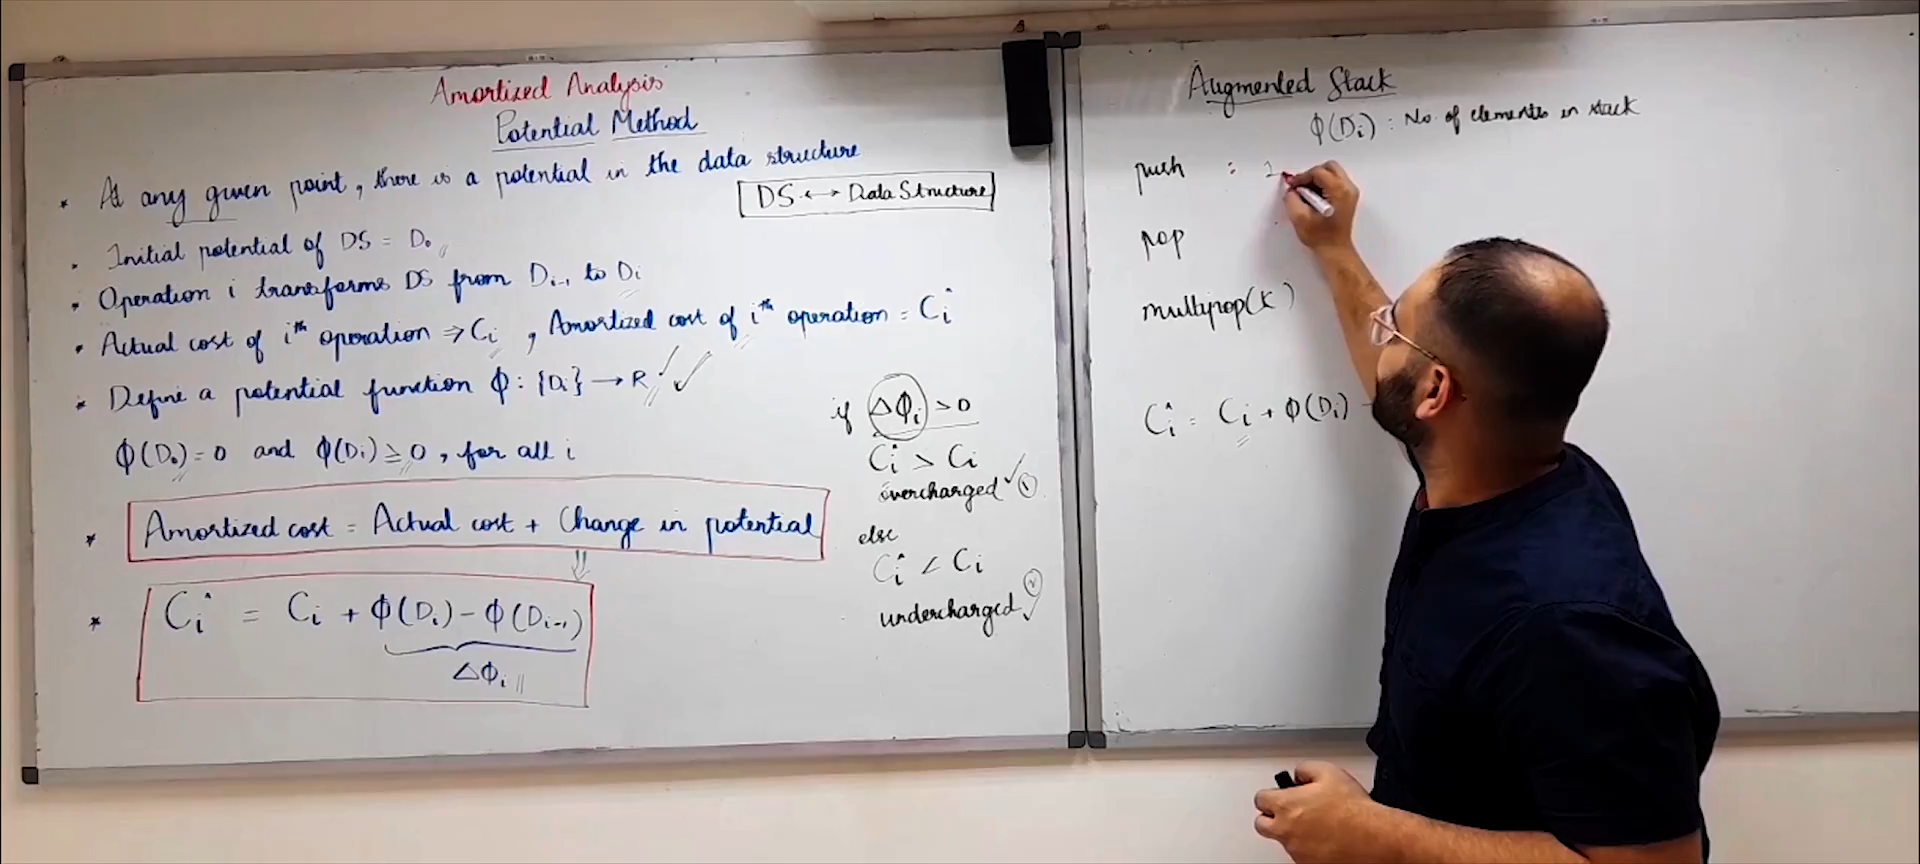 Amortized Analysis
Potential Method
* At any given point, there is a potential in the data structure
DS ↔ Data Structure
* Initial potential of DS = D₀
* Operation i transforms DS from Dᵢ₋₁ to Dᵢ
* Actual cost of iᵗʰ operation ⇒ Cᵢ , Amortized cost of iᵗʰ operation = Ĉᵢ
* Define a potential function ϕ : {Dᵢ} → R ✓ ✓
ϕ(D₀) = 0 and ϕ(Dᵢ) ≥ 0, for all i
* Amortized cost = Actual cost + Change in potential
* Ĉᵢ = Cᵢ + ϕ(Dᵢ) - ϕ(Dᵢ₋₁)
Δϕᵢ
if Δϕᵢ > 0
Ĉᵢ > Cᵢ
overcharged ✓ ①
else
Ĉᵢ < Cᵢ
undercharged ✓ ②
Augmented Stack
ϕ(Dᵢ) : No. of elements in stack
push :
pop
multipop(K)
Ĉᵢ = Cᵢ + ϕ(Dᵢ) -